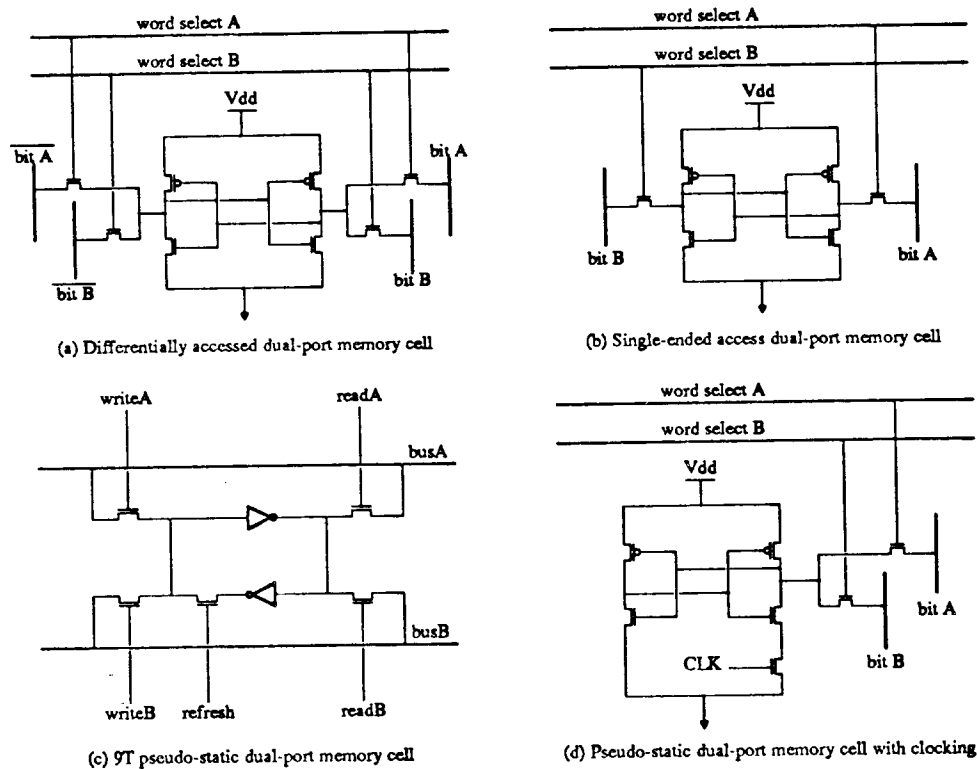 word select A
word select B
Vdd
bit A
bit A
bit B
bit B
(a) Differentially accessed dual-port memory cell
word select A
word select B
Vdd
bit B
bit A
(b) Single-ended access dual-port memory cell
writeA
readA
busA
busB
writeB
refresh
readB
(c) 9T pseudo-static dual-port memory cell
word select A
word select B
Vdd
CLK
bit A
bit B
(d) Pseudo-static dual-port memory cell with clocking